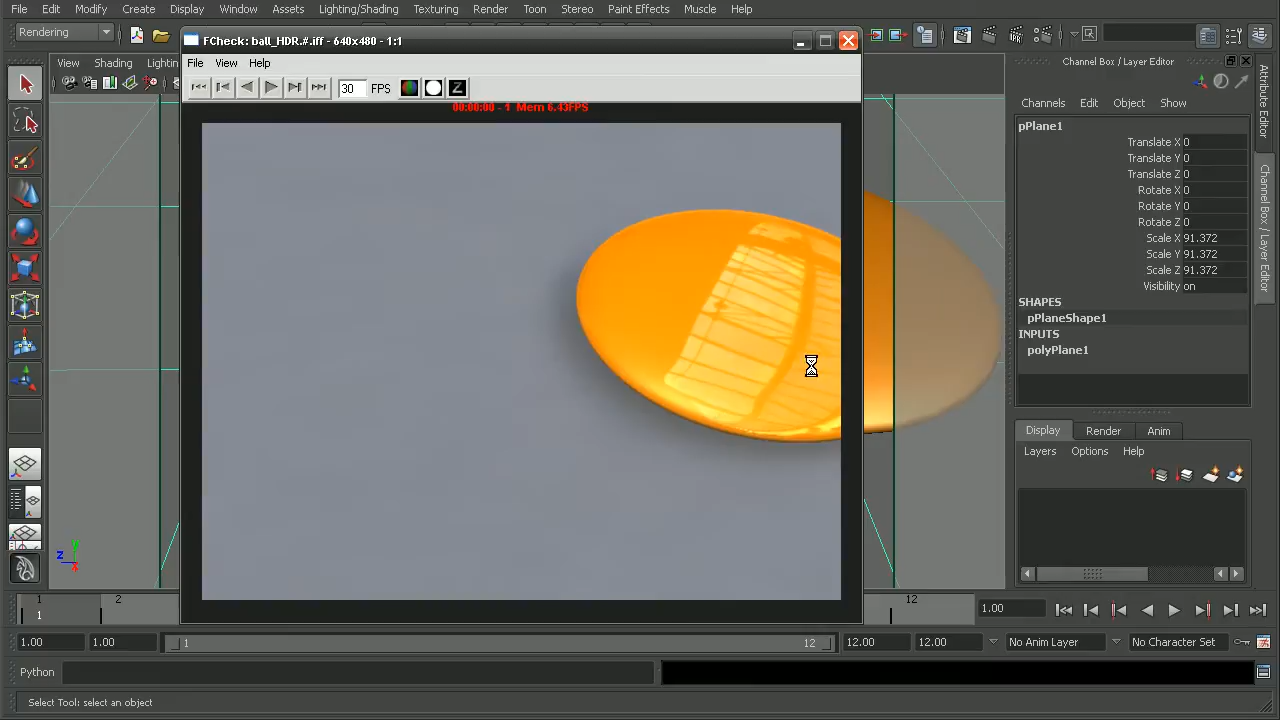 File Edit Modify Create Display Window Assets Lighting/Shading Texturing Render Toon Stereo Paint Effects Muscle Help
Rendering
FCheck: ball_HDR.#.iff - 640x480 - 1:1
File View Help
30 FPS
00:00:00 - 1 Mem 6.43FPS
View Shading Lightin
Channel Box / Layer Editor
Channels Edit Object Show
pPlane1
Translate X 0
Translate Y 0
Translate Z 0
Rotate X 0
Rotate Y 0
Rotate Z 0
Scale X 91.372
Scale Y 91.372
Scale Z 91.372
Visibility on
SHAPES
pPlaneShape1
INPUTS
polyPlane1
Attribute Editor
Channel Box / Layer Editor
Display Render Anim
Layers Options Help
z y x
1 2 12
1
1.00
1.00 1.00 1 12 12.00 12.00 No Anim Layer No Character Set
Python
Select Tool: select an object